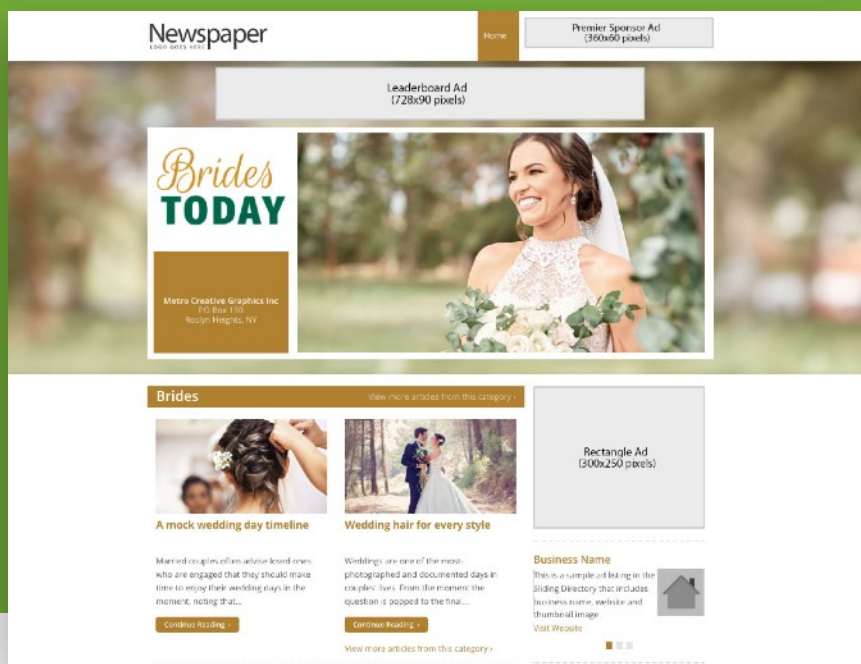 Newspaper
LOGO GOES HERE
Home
Premier Sponsor Ad
(360x60 pixels)
Leaderboard Ad
(728x90 pixels)
Brides
TODAY
Metro Creative Graphics Inc
PO Box 130
Roslyn Heights, NY
Brides
View more articles from this category ›
A mock wedding day timeline
Married couples often advise loved ones
who are engaged that they should make
time to enjoy their wedding days in the
moment, noting that...
Continue Reading ›
Wedding hair for every style
Weddings are one of the most-
photographed and documented days in
couples' lives. From the moment the
question is popped to the final...
Continue Reading ›
View more articles from this category ›
Rectangle Ad
(300x250 pixels)
Business Name
This is a sample ad listing in the
Sliding Directory that includes
business name, website and
thumbnail image
Visit Website